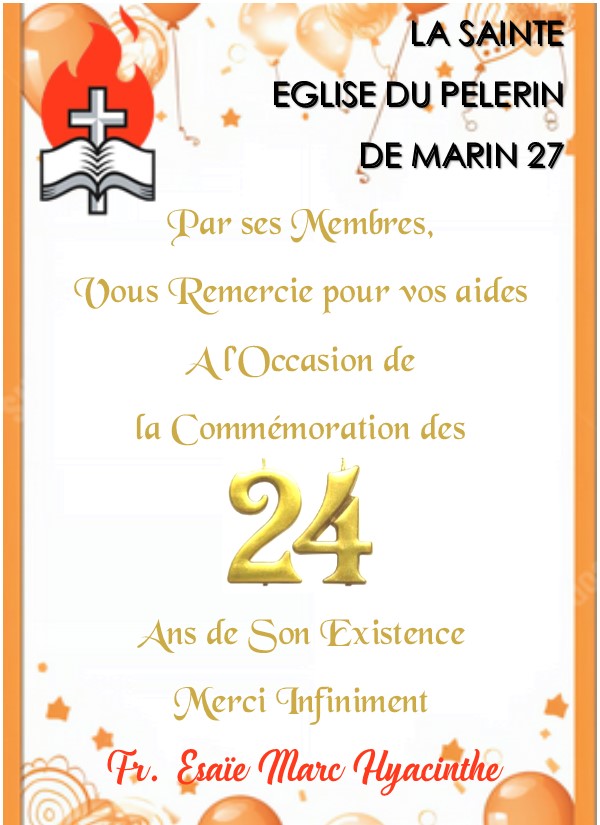 LA SAINTE
EGLISE DU PELERIN
DE MARIN 27
Par ses Membres,
Vous Remercie pour vos aides
A l'Occasion de
la Commémoration des
24
Ans de Son Existence
Merci Infiniment
Fr. Esaïe Marc Hyacinthe